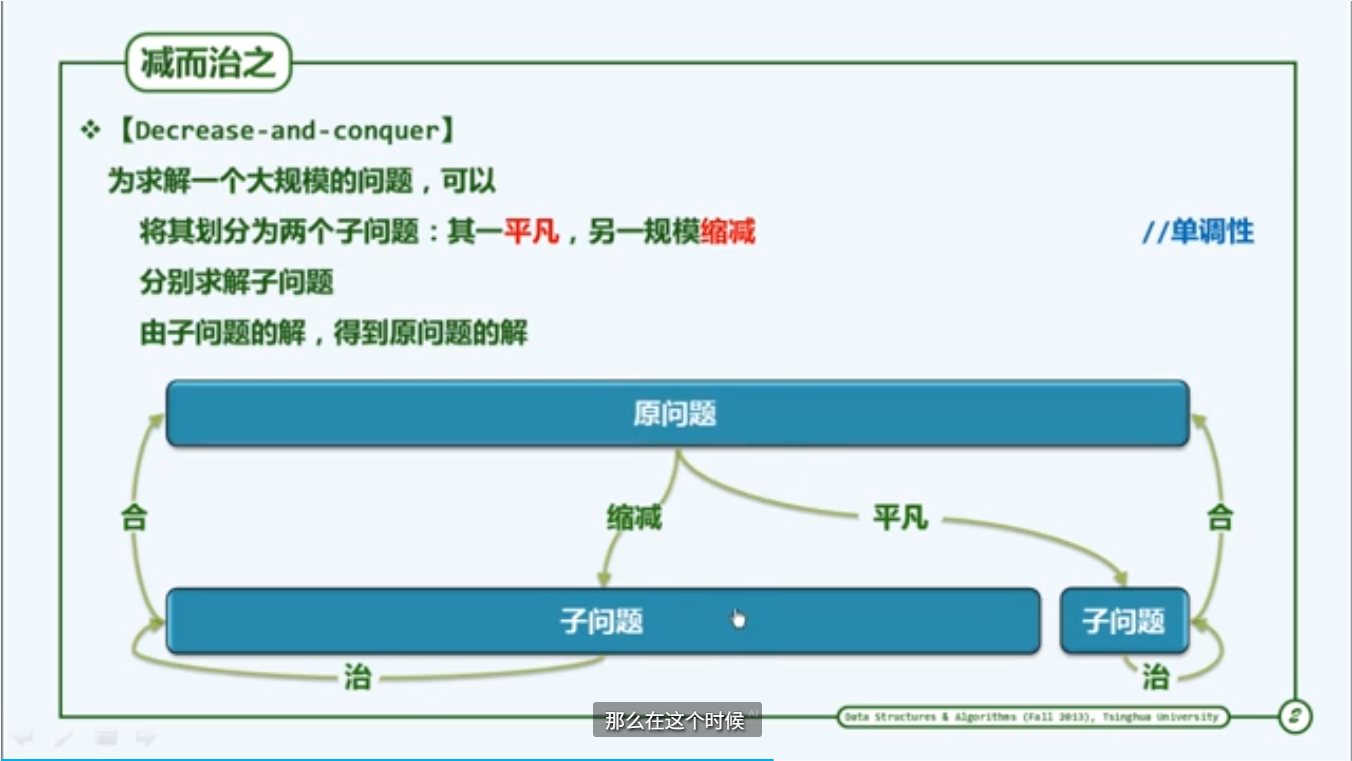 减而治之
❖【Decrease-and-conquer】
为求解一个大规模的问题，可以
将其划分为两个子问题：其一平凡，另一规模缩减 //单调性
分别求解子问题
由子问题的解，得到原问题的解
原问题
合 缩减 平凡 合
子问题 子问题
治 治
那么在这个时候
Data Structures & Algorithms (Fall 2013), Tsinghua University 2